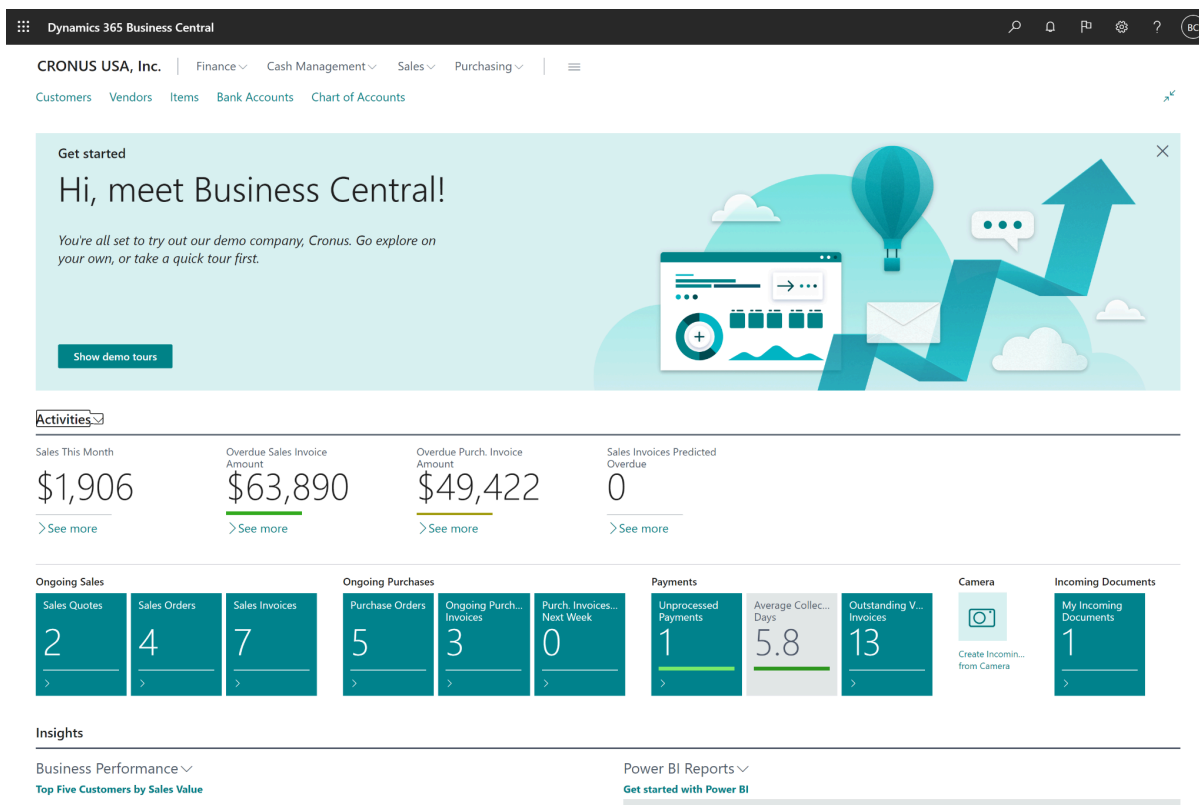 Dynamics 365 Business Central
BC
CRONUS USA, Inc.
Finance
Cash Management
Sales
Purchasing
Customers
Vendors
Items
Bank Accounts
Chart of Accounts
Get started
Hi, meet Business Central!
You're all set to try out our demo company, Cronus. Go explore on
your own, or take a quick tour first.
Show demo tours
Activities
Sales This Month
$1,906
See more
Overdue Sales Invoice
Amount
$63,890
See more
Overdue Purch. Invoice
Amount
$49,422
See more
Sales Invoices Predicted
Overdue
0
See more
Ongoing Sales
Sales Quotes
2
Sales Orders
4
Sales Invoices
7
Ongoing Purchases
Purchase Orders
5
Ongoing Purch...
Invoices
3
Purch. Invoices...
Next Week
0
Payments
Unprocessed
Payments
1
Average Collec...
Days
5.8
Outstanding V...
Invoices
13
Camera
Create Incomin...
from Camera
Incoming Documents
My Incoming
Documents
1
Insights
Business Performance
Top Five Customers by Sales Value
Power BI Reports
Get started with Power BI